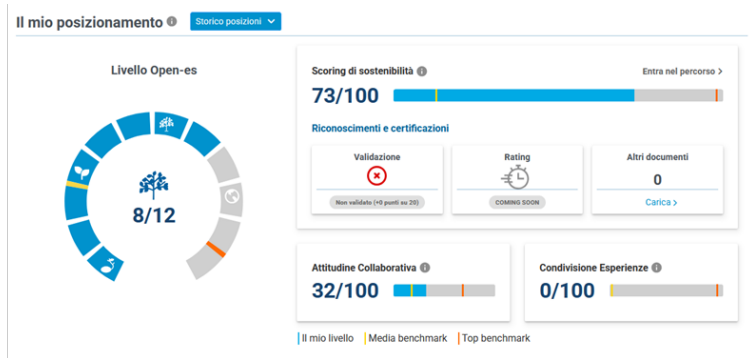 Il mio posizionamento
Storico posizioni
Livello Open-es
8/12
Scoring di sostenibilità
Entra nel percorso >
73/100
Riconoscimenti e certificazioni
Validazione
Non validato (+0 punti su 20)
Rating
COMING SOON
Altri documenti
0
Carica >
Attitudine Collaborativa
32/100
Condivisione Esperienze
0/100
Il mio livello
Media benchmark
Top benchmark